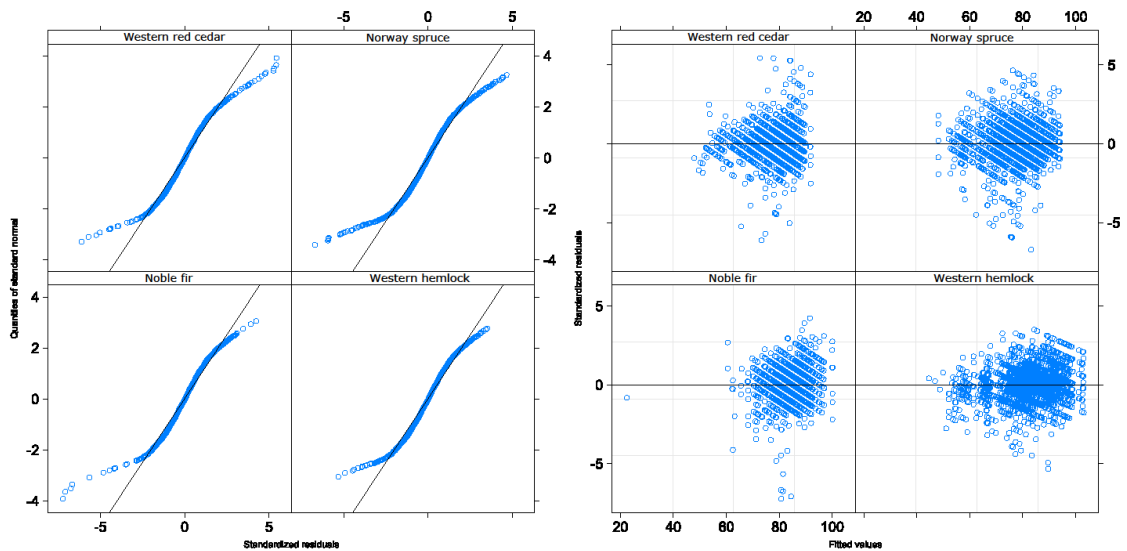 -5 0 5
Western red cedar Norway spruce
4
2
0
-2
-4
Noble fir Western hemlock
4
2
0
-2
-4
-5 0 5
Quantiles of standard normal
Standardized residuals
20 40 60 80 100
Western red cedar Norway spruce
5
0
-5
Noble fir Western hemlock
5
0
-5
20 40 60 80 100
Standardized residuals
Fitted values